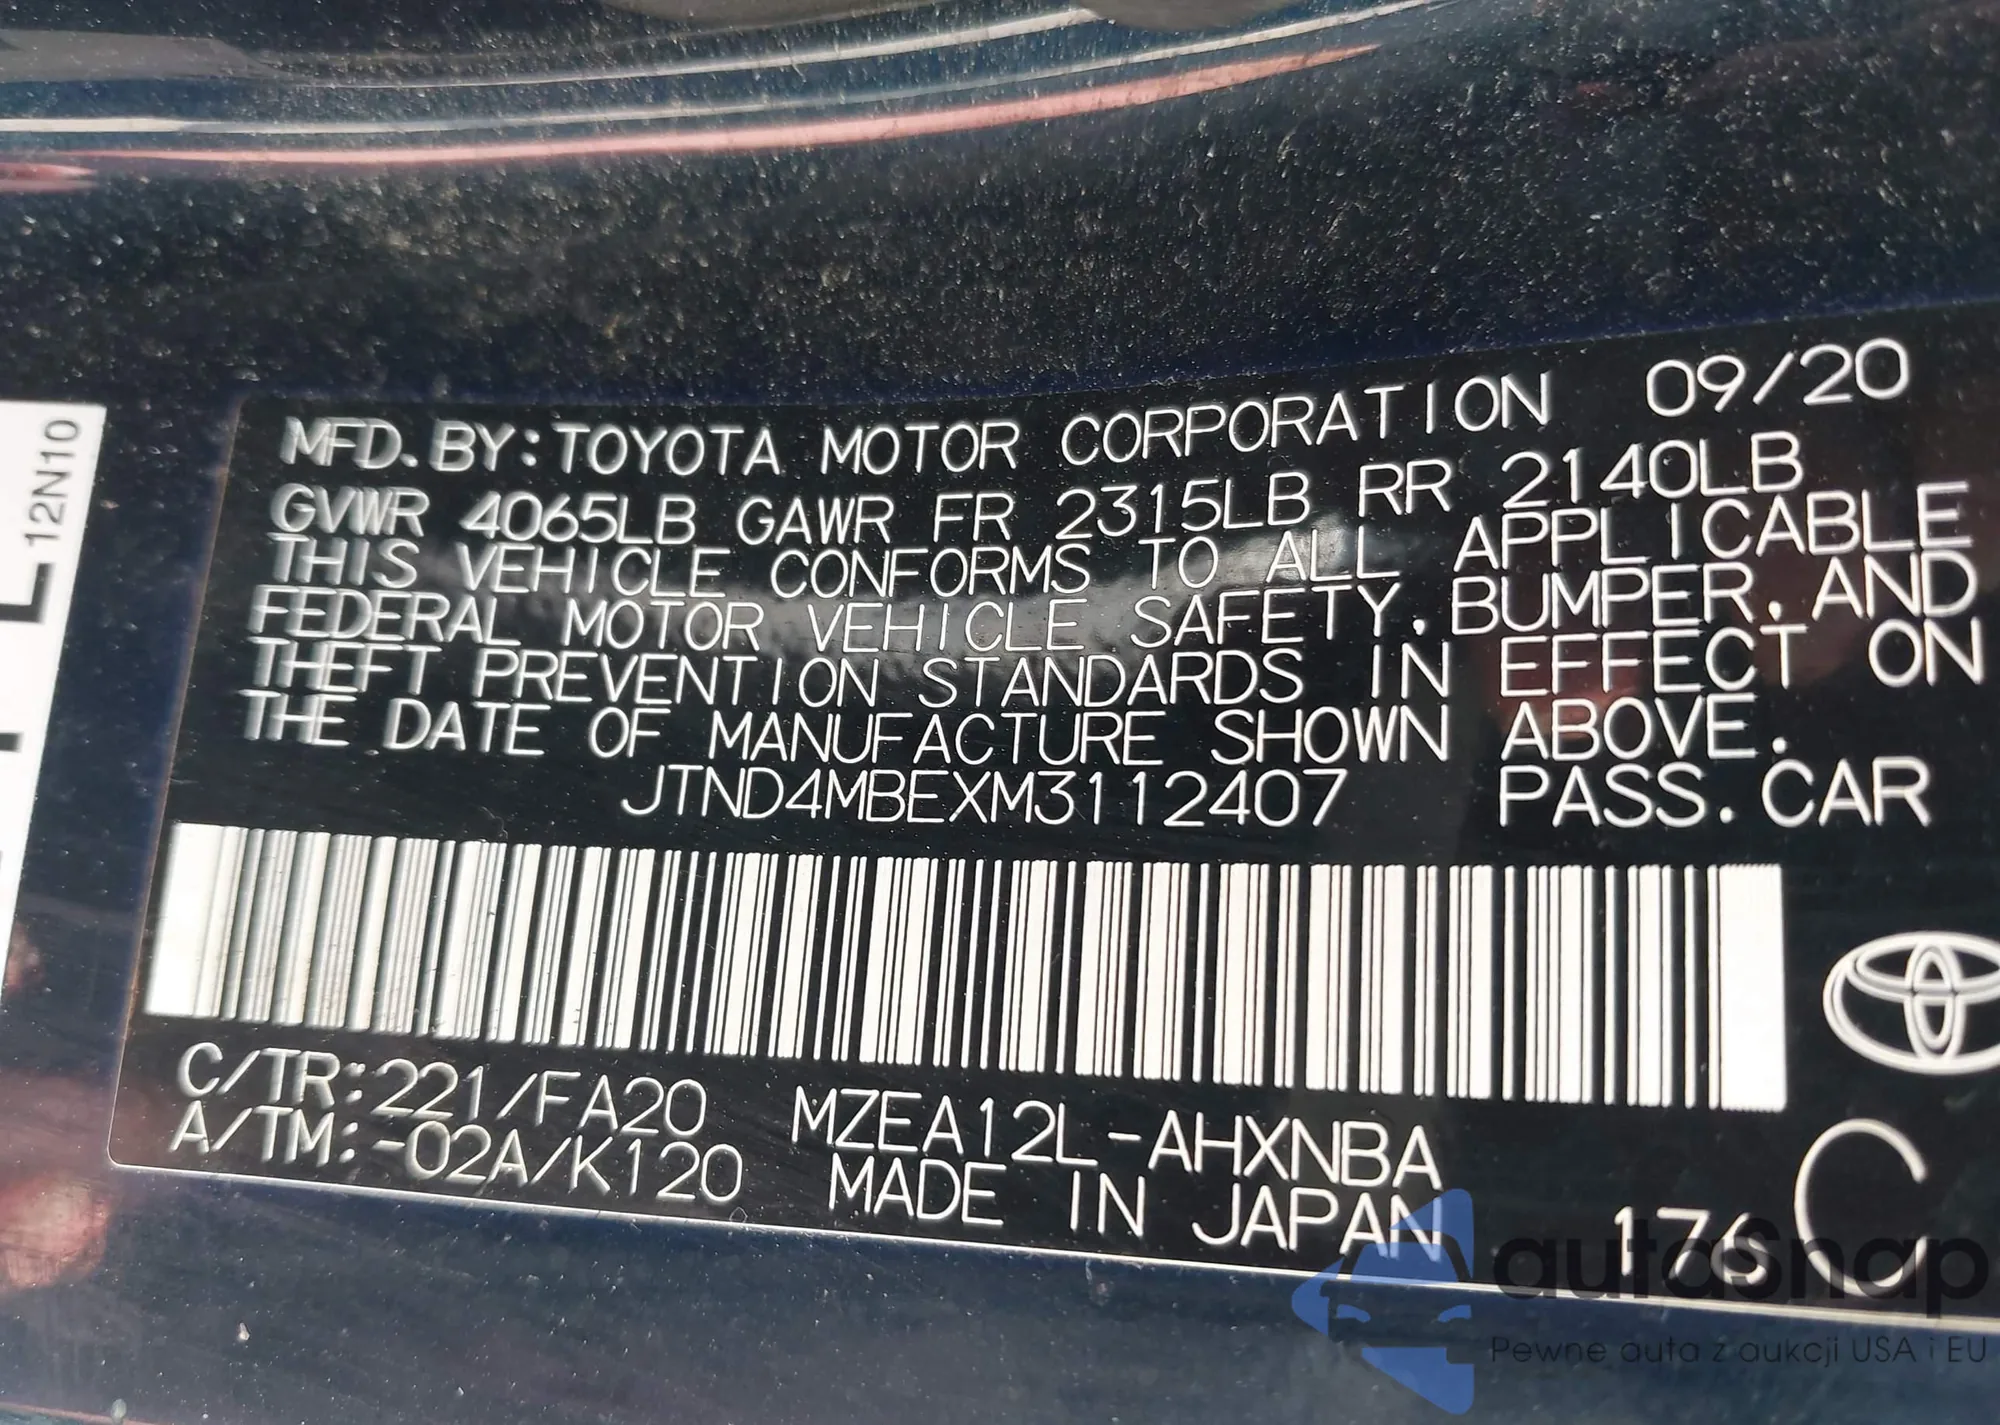 12N10
MFD.BY:TOYOTA MOTOR CORPORATION 09/20
GVWR 4065LB GAWR FR 2315LB RR 2140LB
THIS VEHICLE CONFORMS TO ALL APPLICABLE
FEDERAL MOTOR VEHICLE SAFETY, BUMPER, AND
THEFT PREVENTION STANDARDS IN EFFECT ON
THE DATE OF MANUFACTURE SHOWN ABOVE.
JTND4MBEXM3112407 PASS.CAR
C/TR:221/FA20 MZEA12L-AHXNBA
A/TM:-02A/K120 MADE IN JAPAN
176 C
autosnap
Pewne auta z aukcji USA i EU